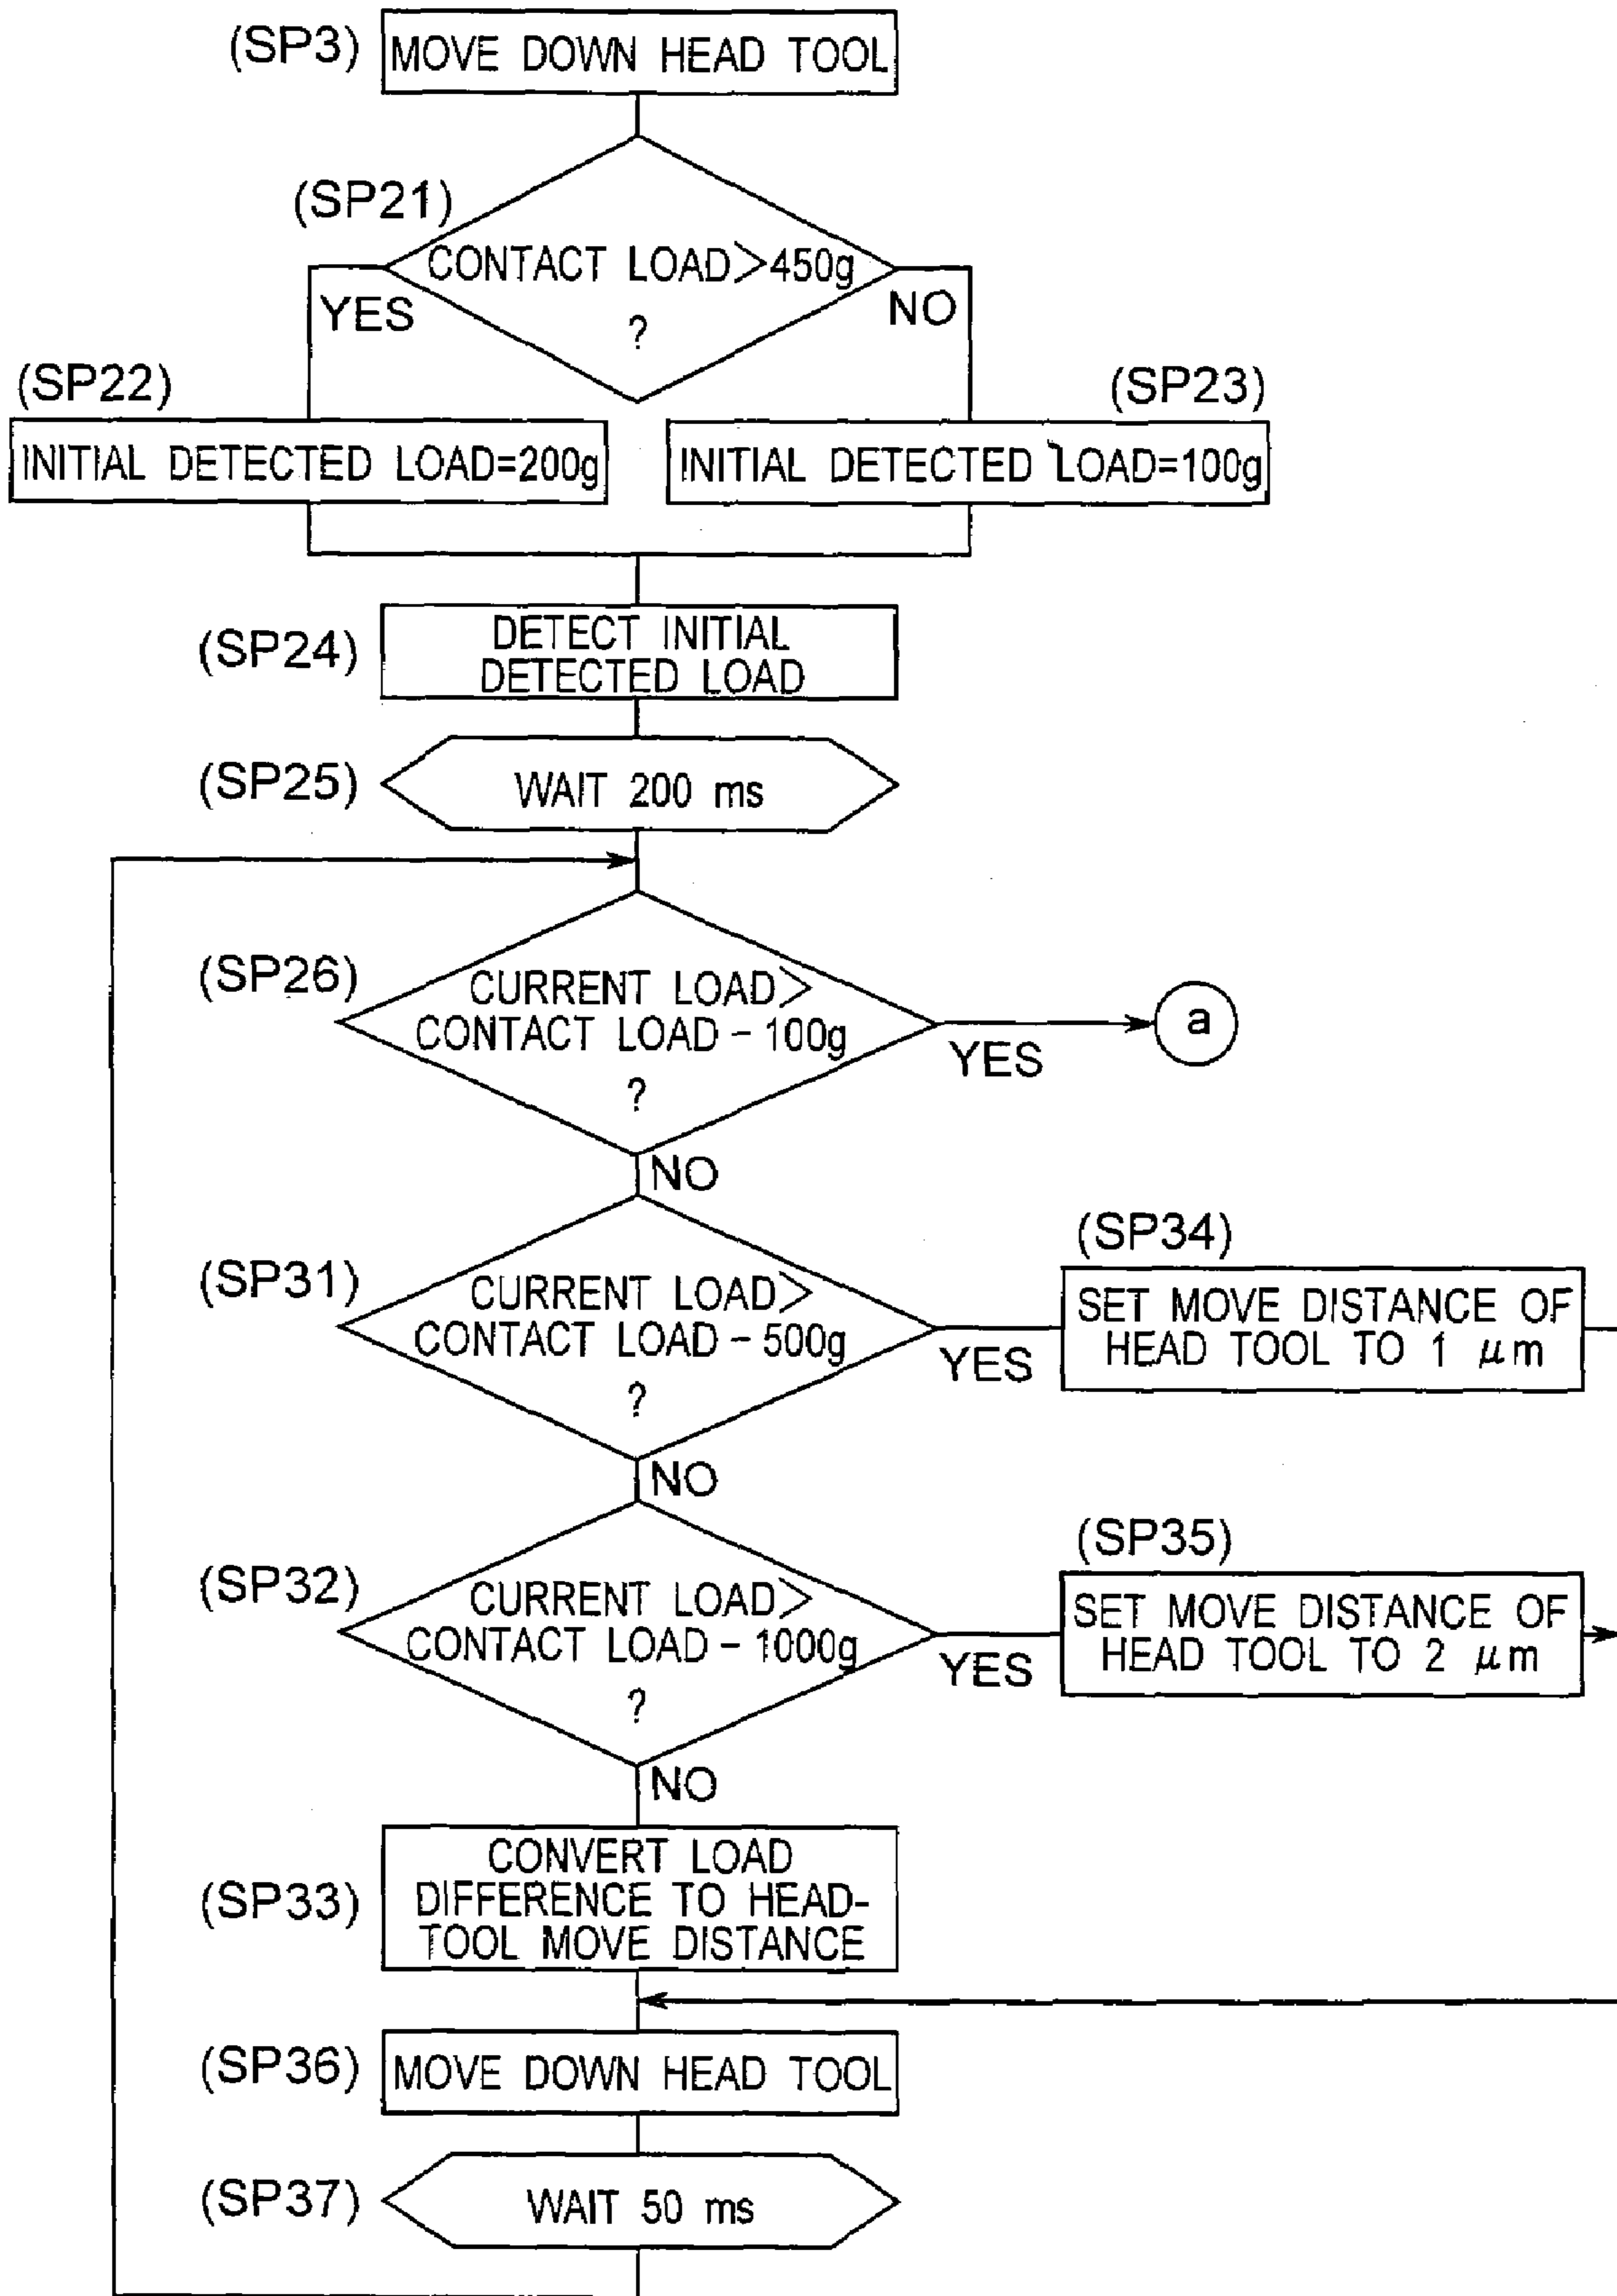 (SP3)
MOVE DOWN HEAD TOOL
(SP21)
CONTACT LOAD>450g
?
YES
NO
(SP22)
INITIAL DETECTED LOAD=200g
(SP23)
INITIAL DETECTED LOAD=100g
(SP24)
DETECT INITIAL
DETECTED LOAD
(SP25)
WAIT 200 ms
(SP26)
CURRENT LOAD>
CONTACT LOAD - 100g
?
YES
a
NO
(SP31)
CURRENT LOAD>
CONTACT LOAD - 500g
?
YES
(SP34)
SET MOVE DISTANCE OF
HEAD TOOL TO 1 μm
NO
(SP32)
CURRENT LOAD>
CONTACT LOAD - 1000g
?
YES
(SP35)
SET MOVE DISTANCE OF
HEAD TOOL TO 2 μm
NO
(SP33)
CONVERT LOAD
DIFFERENCE TO HEAD-
TOOL MOVE DISTANCE
(SP36)
MOVE DOWN HEAD TOOL
(SP37)
WAIT 50 ms